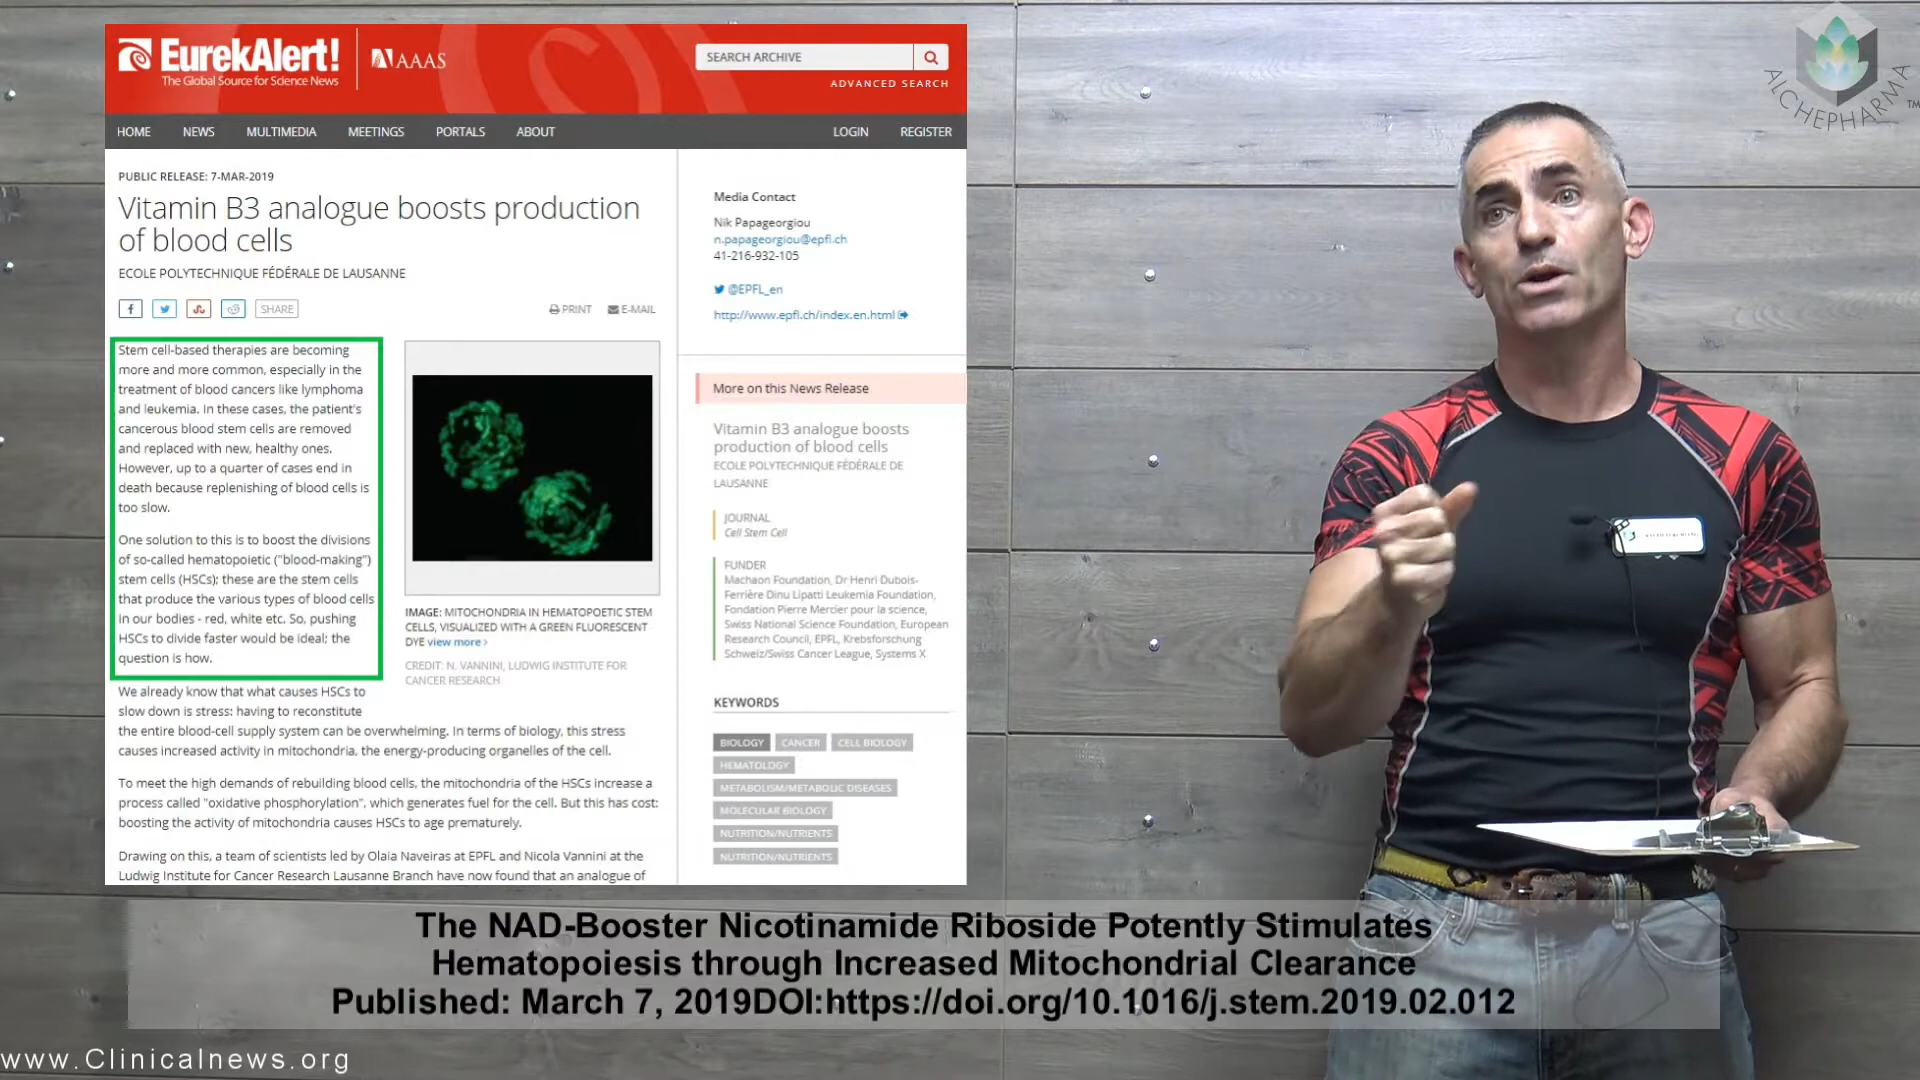 EurekAlert!
The Global Source for Science News
AAAS
SEARCH ARCHIVE
ADVANCED SEARCH
HOME NEWS MULTIMEDIA MEETINGS PORTALS ABOUT LOGIN REGISTER
PUBLIC RELEASE: 7-MAR-2019
Vitamin B3 analogue boosts production
of blood cells
ECOLE POLYTECHNIQUE FÉDÉRALE DE LAUSANNE
SHARE
PRINT E-MAIL
Stem cell-based therapies are becoming
more and more common, especially in the
treatment of blood cancers like lymphoma
and leukemia. In these cases, the patient's
cancerous blood stem cells are removed
and replaced with new, healthy ones.
However, up to a quarter of cases end in
death because replenishing of blood cells is
too slow.
One solution to this is to boost the divisions
of so-called hematopoietic ("blood-making")
stem cells (HSCs); these are the stem cells
that produce the various types of blood cells
in our bodies - red, white etc. So, pushing
HSCs to divide faster would be ideal; the
question is how.
We already know that what causes HSCs to
slow down is stress: having to reconstitute
the entire blood-cell supply system can be overwhelming. In terms of biology, this stress
causes increased activity in mitochondria, the energy-producing organelles of the cell.
To meet the high demands of rebuilding blood cells, the mitochondria of the HSCs increase a
process called "oxidative phosphorylation", which generates fuel for the cell. But this has cost:
boosting the activity of mitochondria causes HSCs to age prematurely.
Drawing on this, a team of scientists led by Olaia Naveiras at EPFL and Nicola Vannini at the
Ludwig Institute for Cancer Research Lausanne Branch have now found that an analogue of
IMAGE: MITOCHONDRIA IN HEMATOPOETIC STEM
CELLS, VISUALIZED WITH A GREEN FLUORESCENT
DYE view more >
CREDIT: N. VANNINI, LUDWIG INSTITUTE FOR
CANCER RESEARCH
Media Contact
Nik Papageorgiou
n.papageorgiou@epfl.ch
41-216-932-105
@EPFL_en
http://www.epfl.ch/index.en.html
More on this News Release
Vitamin B3 analogue boosts
production of blood cells
ECOLE POLYTECHNIQUE FÉDÉRALE DE
LAUSANNE
JOURNAL
Cell Stem Cell
FUNDER
Machaon Foundation, Dr Henri Dubois-
Ferrière Dinu Lipatti Leukemia Foundation,
Fondation Pierre Mercier pour la science,
Swiss National Science Foundation, European
Research Council, EPFL, Krebsforschung
Schweiz/Swiss Cancer League, Systems X
KEYWORDS
BIOLOGY CANCER CELL BIOLOGY
HEMATOLOGY
METABOLISM/METABOLIC DISEASES
MOLECULAR BIOLOGY
NUTRITION/NUTRIENTS
NUTRITION/NUTRIENTS
ALCHEPHARMA
TM
The NAD-Booster Nicotinamide Riboside Potently Stimulates
Hematopoiesis through Increased Mitochondrial Clearance
Published: March 7, 2019DOI:https://doi.org/10.1016/j.stem.2019.02.012
www.Clinicalnews.org